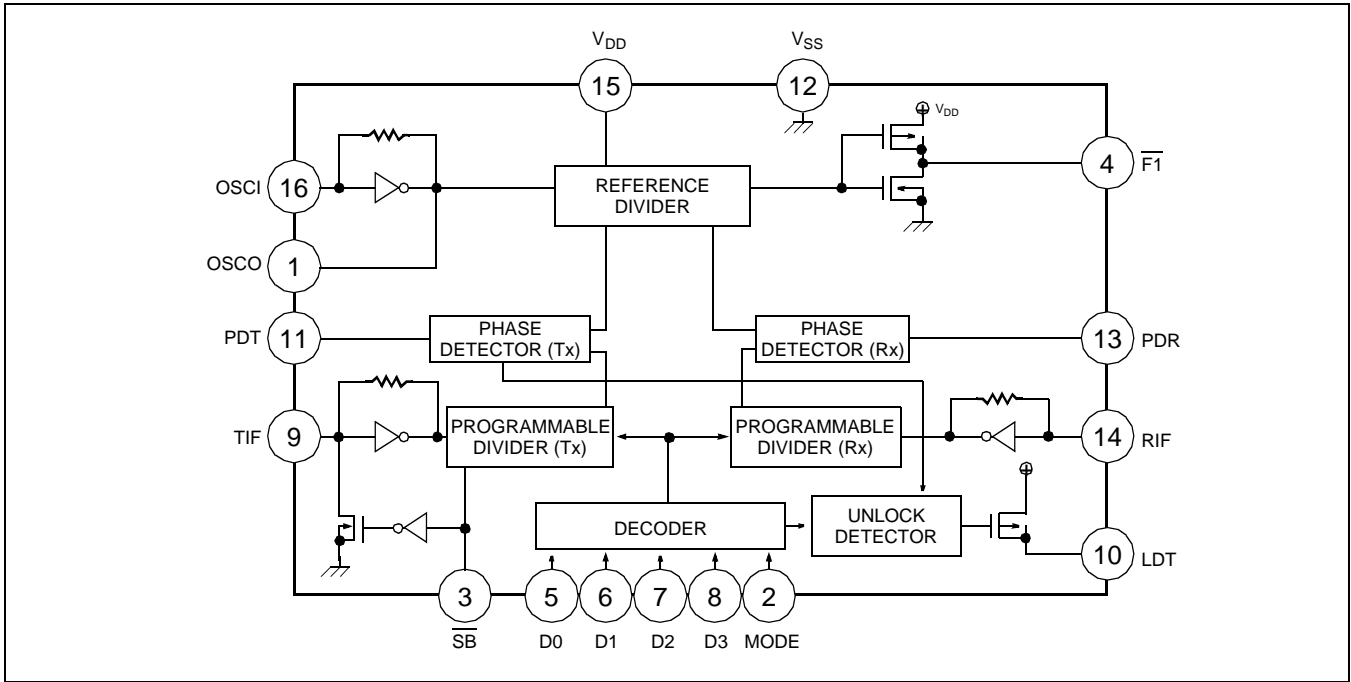 VDD
VSS
15
12
VDD
OSCI
16
REFERENCE
DIVIDER
4
F1
OSCO
1
PDT
11
PHASE
DETECTOR (Tx)
PHASE
DETECTOR (Rx)
13
PDR
TIF
9
PROGRAMMABLE
DIVIDER (Tx)
PROGRAMMABLE
DIVIDER (Rx)
14
RIF
DECODER
UNLOCK
DETECTOR
10
LDT
3
5
6
7
8
2
SB
D0
D1
D2
D3
MODE